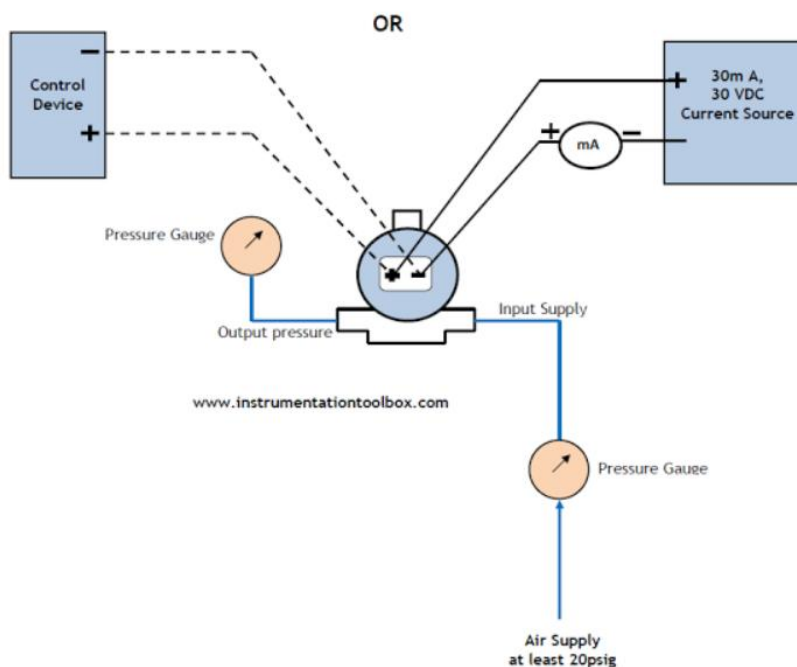 OR
Control
Device
−
+
+
30m A,
30 VDC
Current Source
+
mA
−
Pressure Gauge
+
−
Output pressure
Input Supply
www.instrumentationtoolbox.com
Pressure Gauge
Air Supply
at least 20psig